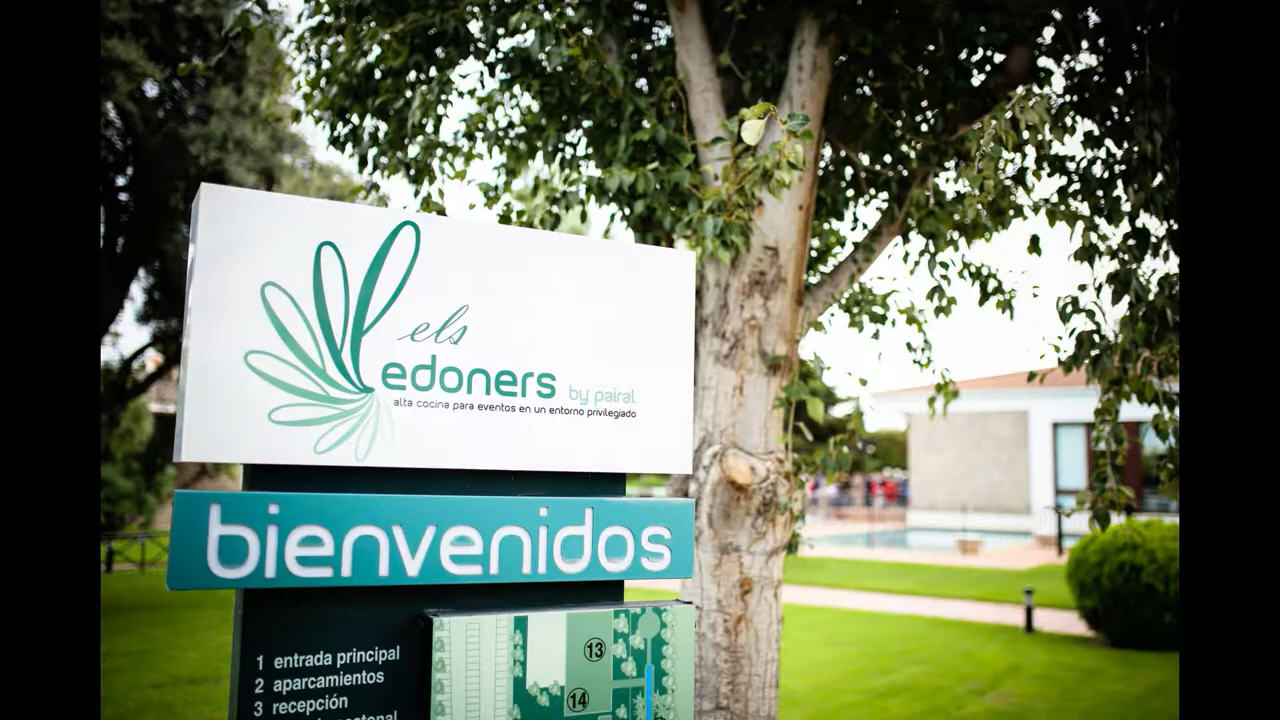 els
edoners by pairal
alta cocina para eventos en un entorno privilegiado
bienvenidos
1 entrada principal
2 aparcamientos
3 recepción
13
14